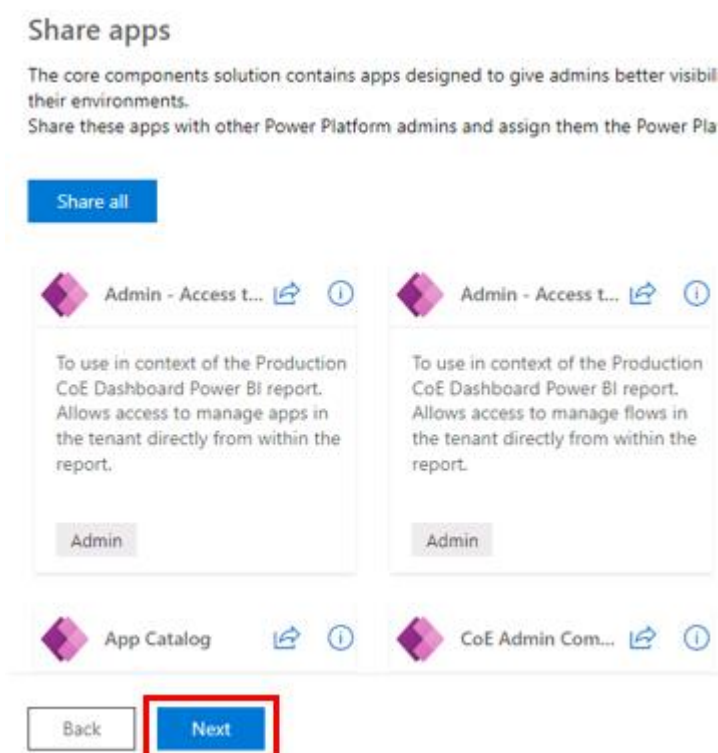 Share apps
The core components solution contains apps designed to give admins better visibil
their environments.
Share these apps with other Power Platform admins and assign them the Power Pla
Share all
Admin - Access t...
Admin - Access t...
To use in context of the Production
CoE Dashboard Power BI report.
Allows access to manage apps in
the tenant directly from within the
report.
Admin
To use in context of the Production
CoE Dashboard Power BI report.
Allows access to manage flows in
the tenant directly from within the
report.
Admin
App Catalog
CoE Admin Com...
Back
Next